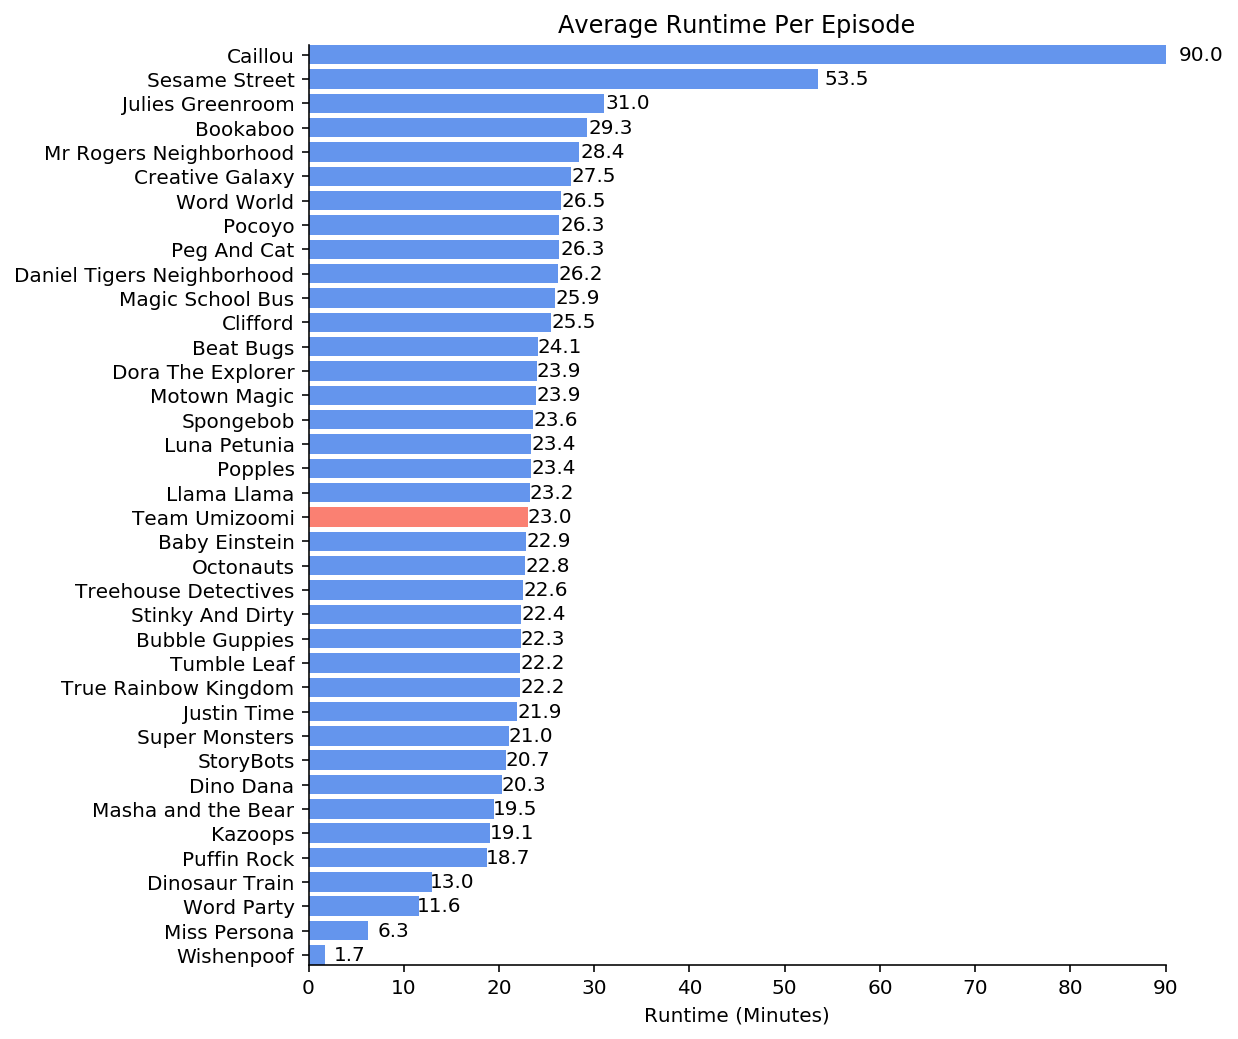 Average Runtime Per Episode
Caillou 90.0
Sesame Street 53.5
Julies Greenroom 31.0
Bookaboo 29.3
Mr Rogers Neighborhood 28.4
Creative Galaxy 27.5
Word World 26.5
Pocoyo 26.3
Peg And Cat 26.3
Daniel Tigers Neighborhood 26.2
Magic School Bus 25.9
Clifford 25.5
Beat Bugs 24.1
Dora The Explorer 23.9
Motown Magic 23.9
Spongebob 23.6
Luna Petunia 23.4
Popples 23.4
Llama Llama 23.2
Team Umizoomi 23.0
Baby Einstein 22.9
Octonauts 22.8
Treehouse Detectives 22.6
Stinky And Dirty 22.4
Bubble Guppies 22.3
Tumble Leaf 22.2
True Rainbow Kingdom 22.2
Justin Time 21.9
Super Monsters 21.0
StoryBots 20.7
Dino Dana 20.3
Masha and the Bear 19.5
Kazoops 19.1
Puffin Rock 18.7
Dinosaur Train 13.0
Word Party 11.6
Miss Persona 6.3
Wishenpoof 1.7
0 10 20 30 40 50 60 70 80 90
Runtime (Minutes)